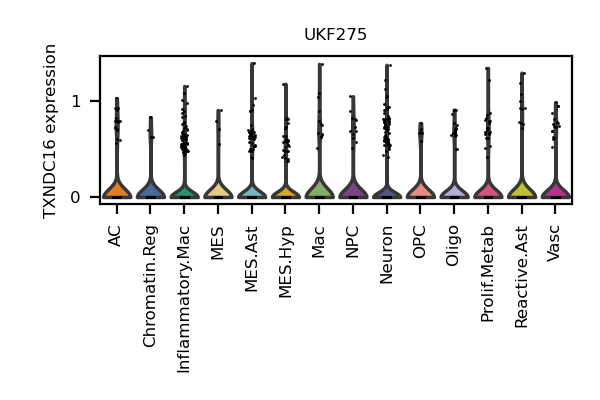 UKF275
TXNDC16 expression
1
0
AC
Chromatin.Reg
Inflammatory.Mac
MES
MES.Ast
MES.Hyp
Mac
NPC
Neuron
OPC
Oligo
Prolif.Metab
Reactive.Ast
Vasc